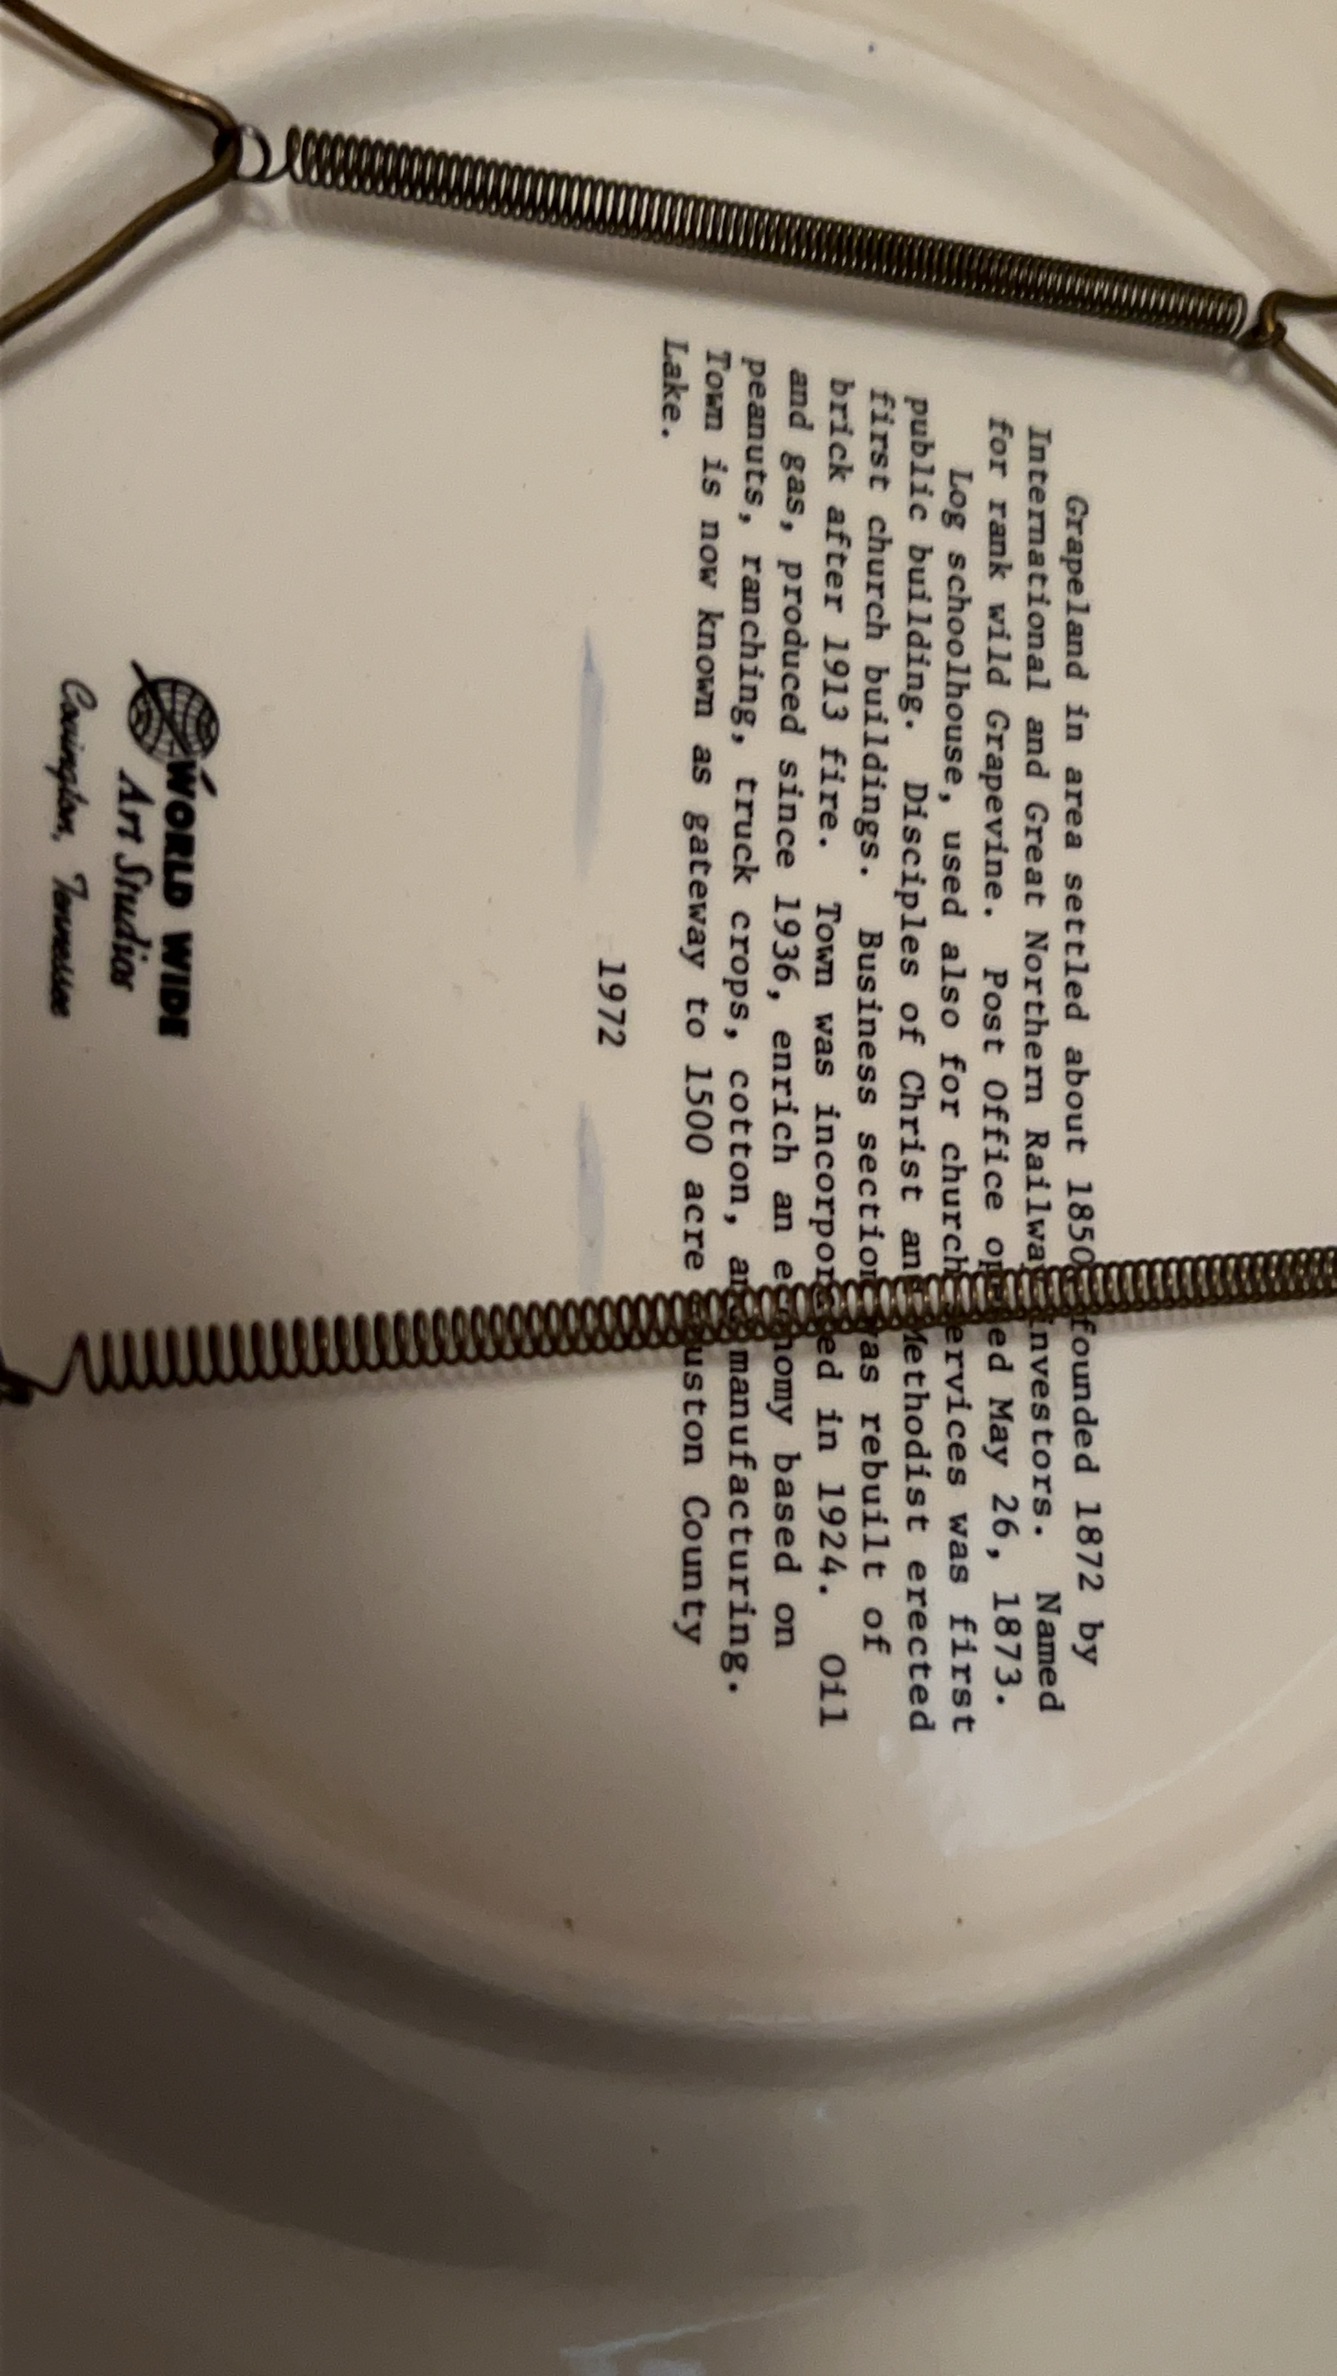 Grapeland in area settled about 1850, founded 1872 by
International and Great Northern Railway investors. Named
for rank wild Grapevine. Post Office opened May 26, 1873.
Log schoolhouse, used also for church services was first
public building. Disciples of Christ and Methodist erected
first church buildings. Business section was rebuilt of
brick after 1913 fire. Town was incorporated in 1924. Oil
and gas, produced since 1936, enrich an economy based on
peanuts, ranching, truck crops, cotton, and manufacturing.
Town is now known as gateway to 1500 acre Houston County
Lake.
1972
WORLD WIDE
Art Studios
Covington, Tennessee